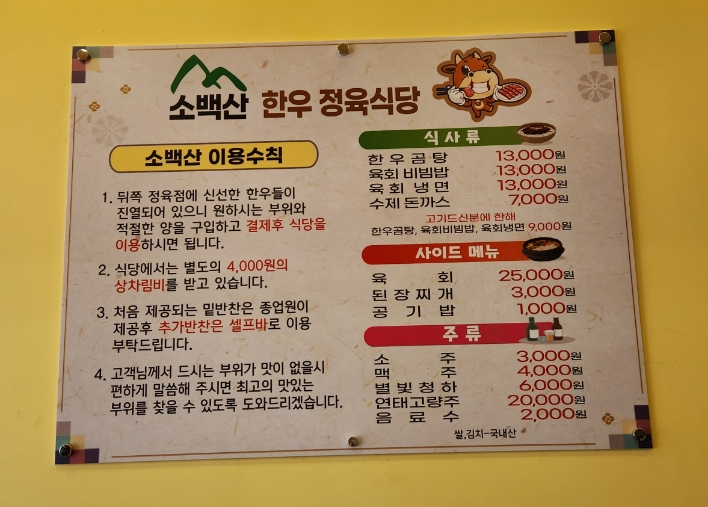 소백산 한우 정육식당
소백산 이용수칙
1. 뒤쪽 정육점에 신선한 한우들이
진열되어 있으니 원하시는 부위와
적절한 양을 구입하고 결제후 식당을
이용하시면 됩니다.
2. 식당에서는 별도의 4,000원의
상차림비를 받고 있습니다.
3. 처음 제공되는 밑반찬은 종업원이
제공후 추가반찬은 셀프바로 이용
부탁드립니다.
4. 고객님께서 드시는 부위가 맛이 없을시
편하게 말씀해 주시면 최고의 맛있는
부위를 찾을 수 있도록 도와드리겠습니다.
식사류
한우곰탕 13,000원
육회비빔밥 13,000원
육회냉면 13,000원
수제돈까스 7,000원
고기드신분에 한해
한우곰탕, 육회비빔밥, 육회냉면 9,000원
사이드 메뉴
육회 25,000원
된장찌개 3,000원
공기밥 1,000원
주류
소주 3,000원
맥주 4,000원
별빛청하 6,000원
연태고량주 20,000원
음료수 2,000원
쌀,김치-국내산